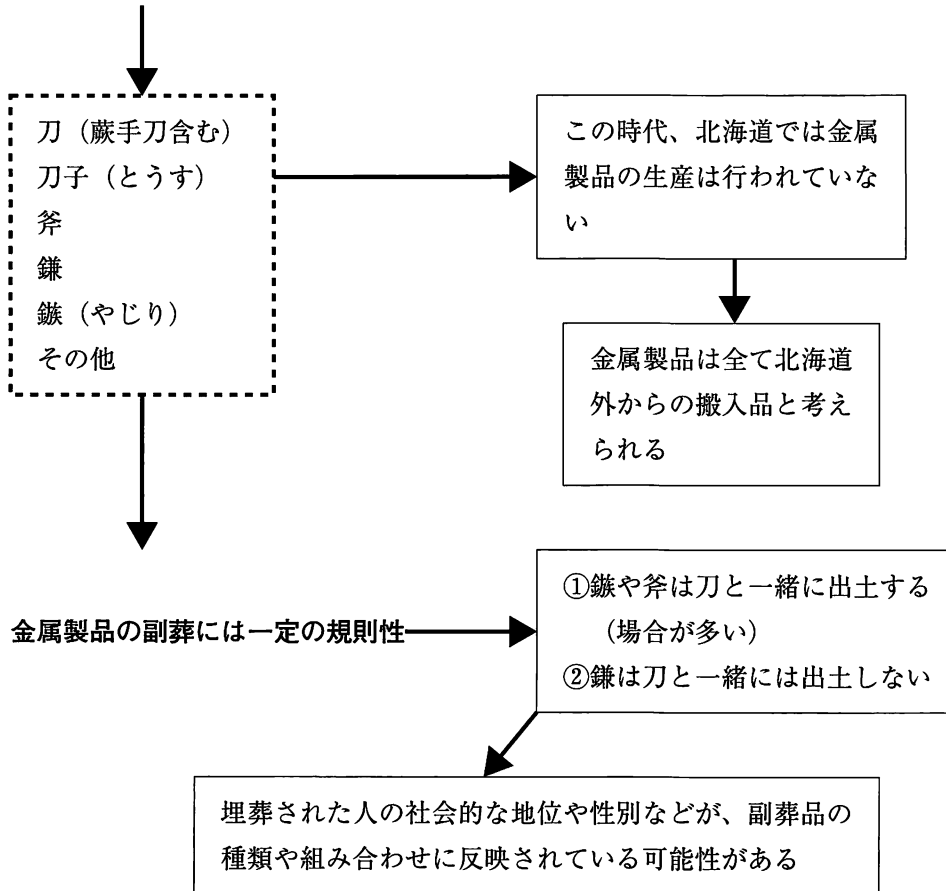 刀（蕨手刀含む）
刀子（とうす）
斧
鎌
鏃（やじり）
その他
この時代、北海道では金属
製品の生産は行われていな
い
金属製品は全て北海道
外からの搬入品と考え
られる
金属製品の副葬には一定の規則性
①鏃や斧は刀と一緒に出土する
（場合が多い）
②鎌は刀と一緒には出土しない
埋葬された人の社会的な地位や性別などが、副葬品の
種類や組み合わせに反映されている可能性がある